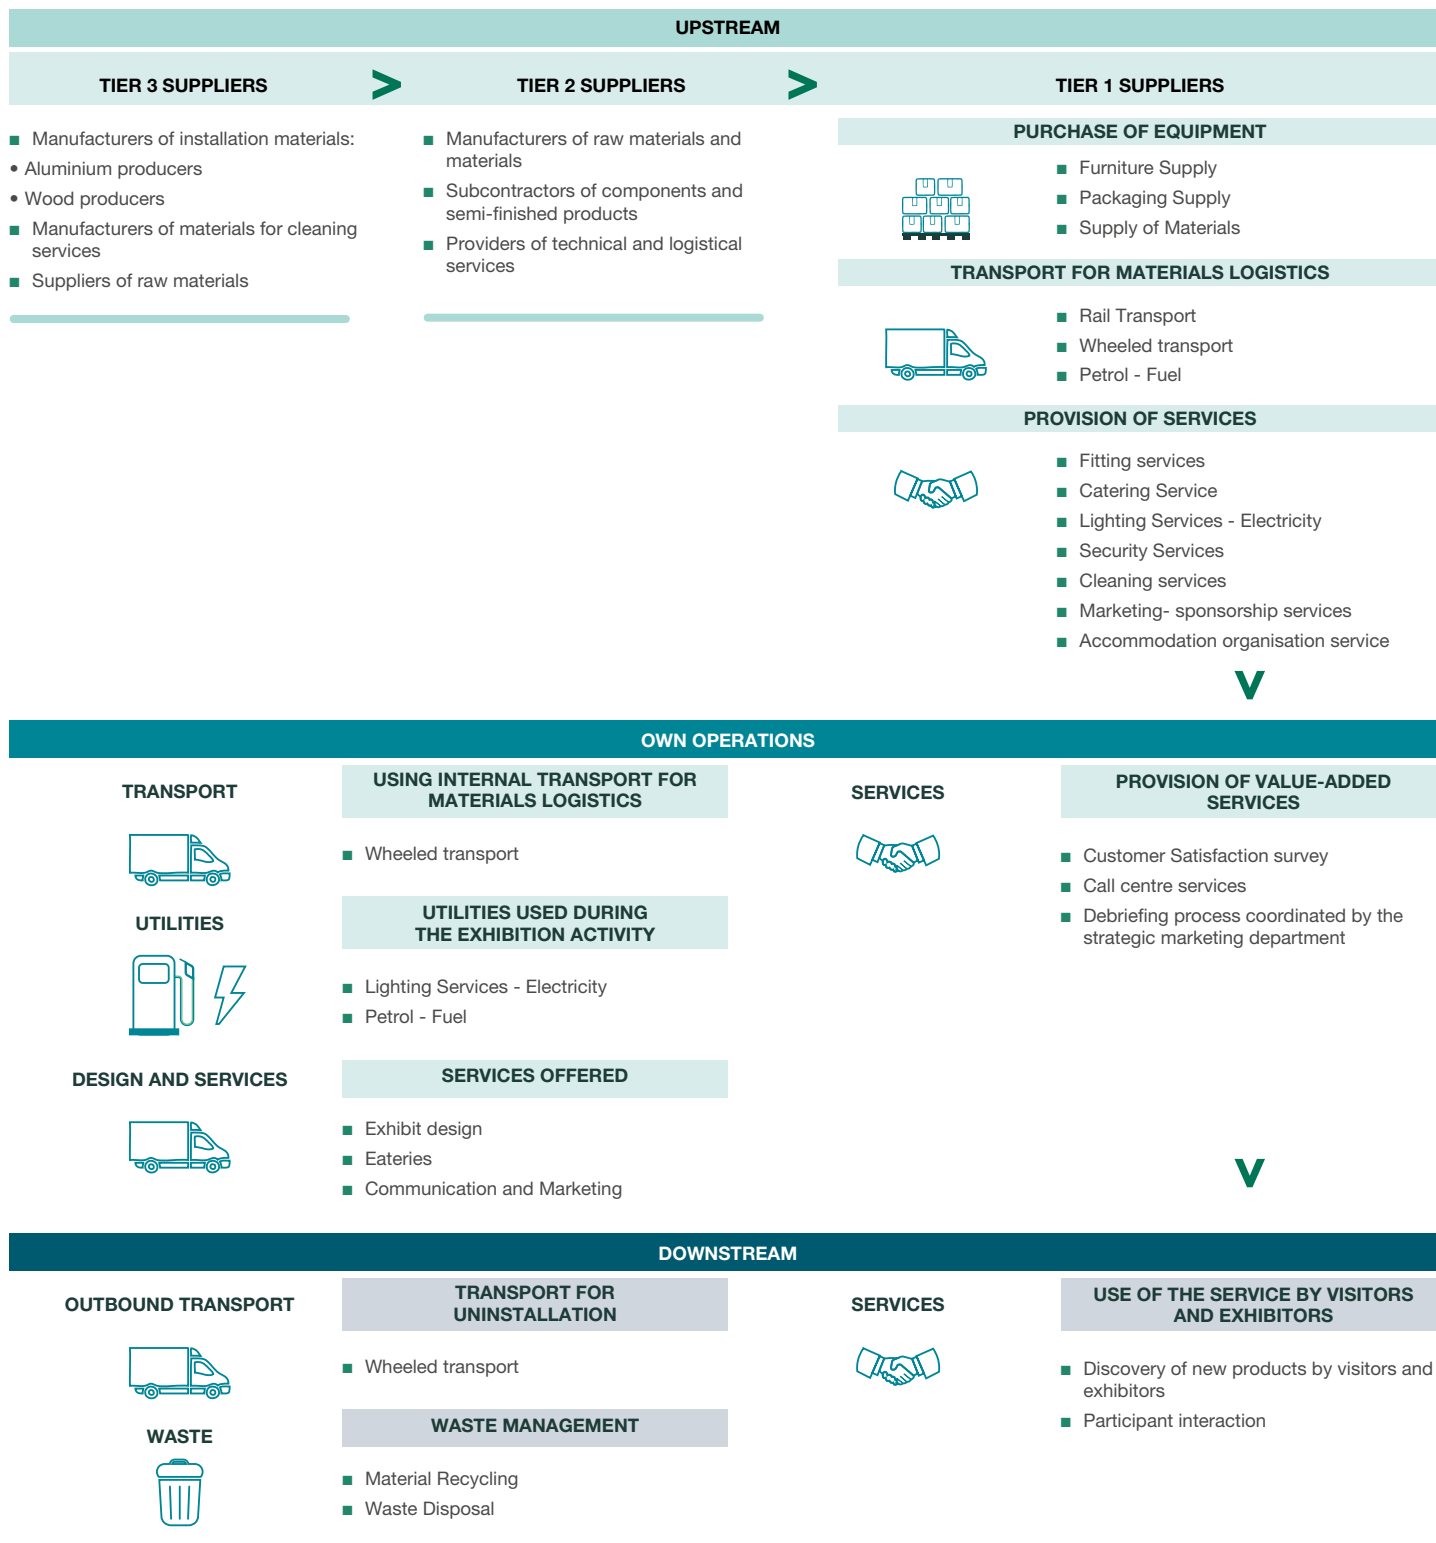 UPSTREAM
TIER 3 SUPPLIERS
>
TIER 2 SUPPLIERS
>
TIER 1 SUPPLIERS
■ Manufacturers of installation materials:
• Aluminium producers
• Wood producers
■ Manufacturers of materials for cleaning
services
■ Suppliers of raw materials
■ Manufacturers of raw materials and
materials
■ Subcontractors of components and
semi-finished products
■ Providers of technical and logistical
services
PURCHASE OF EQUIPMENT
■ Furniture Supply
■ Packaging Supply
■ Supply of Materials
TRANSPORT FOR MATERIALS LOGISTICS
■ Rail Transport
■ Wheeled transport
■ Petrol - Fuel
PROVISION OF SERVICES
■ Fitting services
■ Catering Service
■ Lighting Services - Electricity
■ Security Services
■ Cleaning services
■ Marketing- sponsorship services
■ Accommodation organisation service
OWN OPERATIONS
TRANSPORT
USING INTERNAL TRANSPORT FOR
MATERIALS LOGISTICS
■ Wheeled transport
UTILITIES
UTILITIES USED DURING
THE EXHIBITION ACTIVITY
■ Lighting Services - Electricity
■ Petrol - Fuel
DESIGN AND SERVICES
SERVICES OFFERED
■ Exhibit design
■ Eateries
■ Communication and Marketing
SERVICES
PROVISION OF VALUE-ADDED
SERVICES
■ Customer Satisfaction survey
■ Call centre services
■ Debriefing process coordinated by the
strategic marketing department
DOWNSTREAM
OUTBOUND TRANSPORT
TRANSPORT FOR
UNINSTALLATION
■ Wheeled transport
WASTE
WASTE MANAGEMENT
■ Material Recycling
■ Waste Disposal
SERVICES
USE OF THE SERVICE BY VISITORS
AND EXHIBITORS
■ Discovery of new products by visitors and
exhibitors
■ Participant interaction